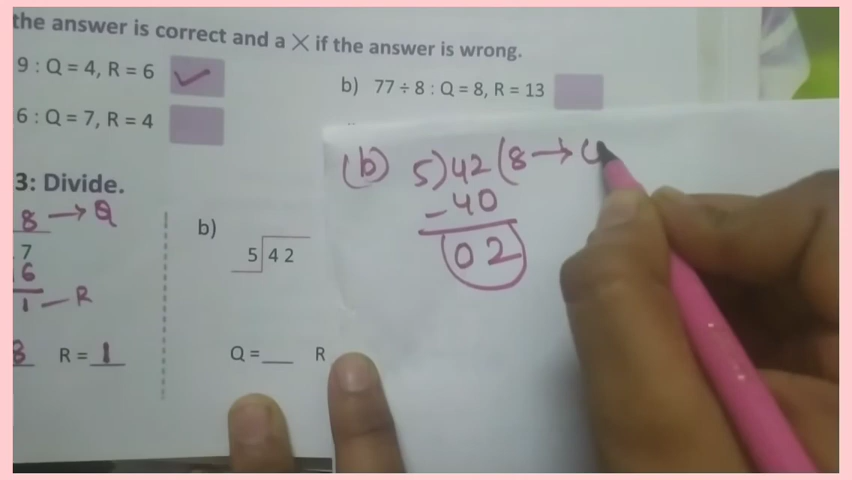 the answer is correct and a X if the answer is wrong.
9 : Q = 4, R = 6 ✓
b) 77 ÷ 8 : Q = 8, R = 13
6 : Q = 7, R = 4
3: Divide.
8 → Q
7
6
1 — R
8 R = 1
b)
5 4 2
Q = ___ R
(b) 5)42(8 →
- 40
02